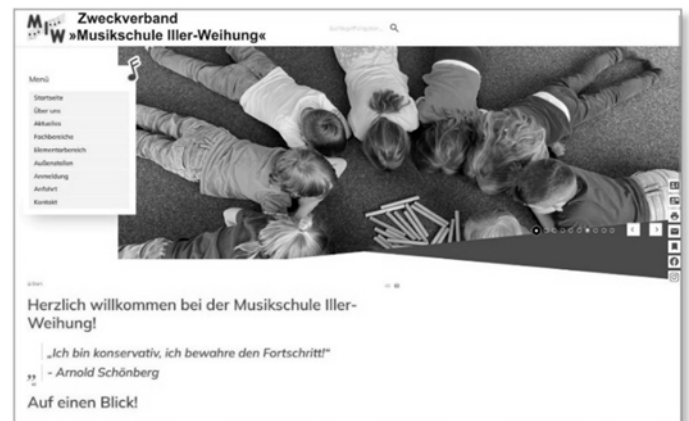 MIW
Zweckverband
»Musikschule Iller-Weihung«
Menü
Startseite
Über uns
Aktuelles
Fachbereiche
Elementarbereich
Außenstellen
Anmeldung
Anfahrt
Kontakt
Herzlich willkommen bei der Musikschule Iller-
Weihung!
„Ich bin konservativ, ich bewahre den Fortschritt!“
- Arnold Schönberg
Auf einen Blick!